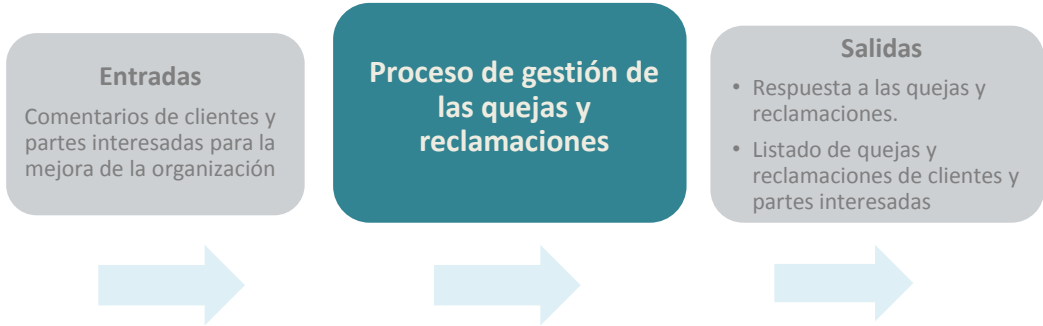 Entradas
Comentarios de clientes y
partes interesadas para la
mejora de la organización
Proceso de gestión de
las quejas y
reclamaciones
Salidas
• Respuesta a las quejas y
reclamaciones.
• Listado de quejas y
reclamaciones de clientes y
partes interesadas